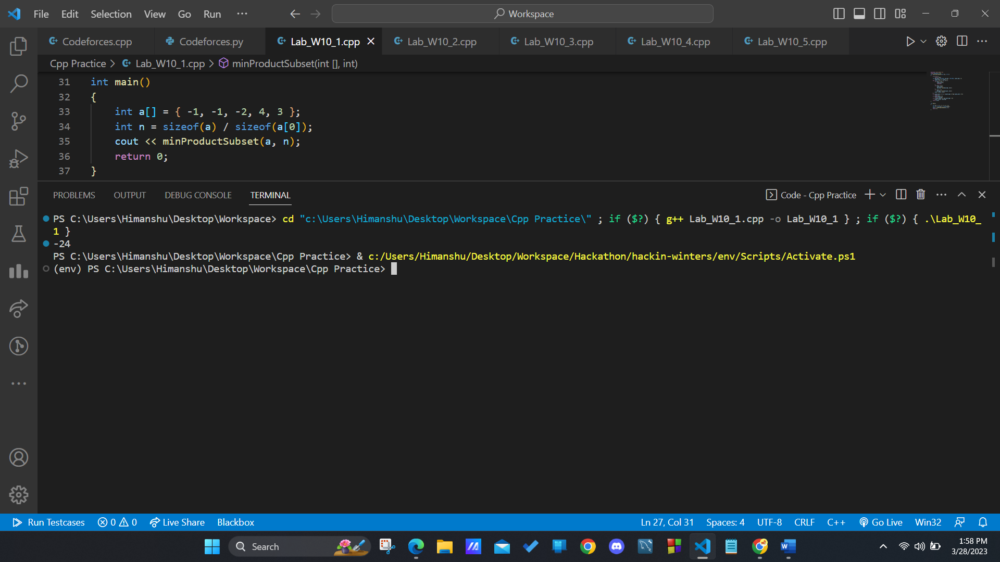 File Edit Selection View Go Run ··· Workspace
Codeforces.cpp Codeforces.py Lab_W10_1.cpp Lab_W10_2.cpp Lab_W10_3.cpp Lab_W10_4.cpp Lab_W10_5.cpp
Cpp Practice > Lab_W10_1.cpp > minProductSubset(int [], int)
31 int main()
32 {
33 int a[] = { -1, -1, -2, 4, 3 };
34 int n = sizeof(a) / sizeof(a[0]);
35 cout << minProductSubset(a, n);
36 return 0;
37 }
PROBLEMS OUTPUT DEBUG CONSOLE TERMINAL Code - Cpp Practice
PS C:\Users\Himanshu\Desktop\Workspace> cd "c:\Users\Himanshu\Desktop\Workspace\Cpp Practice\" ; if ($?) { g++ Lab_W10_1.cpp -o Lab_W10_1 } ; if ($?) { .\Lab_W10_
1 }
-24
PS C:\Users\Himanshu\Desktop\Workspace\Cpp Practice> & c:/Users/Himanshu/Desktop/Workspace/Hackathon/hackin-winters/env/Scripts/Activate.ps1
(env) PS C:\Users\Himanshu\Desktop\Workspace\Cpp Practice>
Run Testcases 0 0 Live Share Blackbox Ln 27, Col 31 Spaces: 4 UTF-8 CRLF C++ Go Live Win32
Search 1:58 PM
3/28/2023